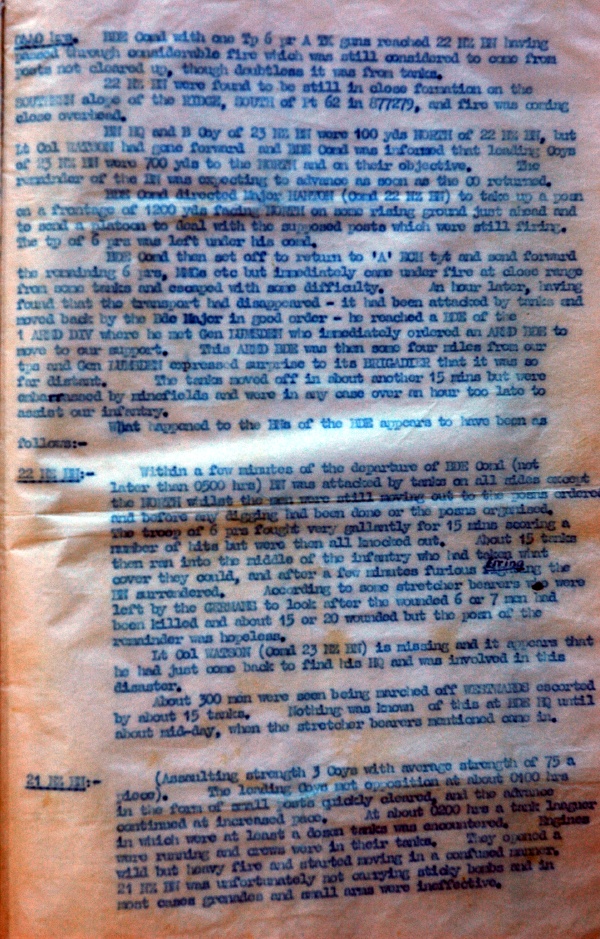 0440 hrs. BDE Comd with one Tp 6 pr A TK guns reached 22 NZ BN having
passed through considerable fire which was still considered to come from
posts not cleared up, though doubtless it was from tanks.
22 NZ BN were found to be still in close formation on the
SOUTHERN slope of the RIDGE, SOUTH of Pt 62 in 877279, and fire was coming
close overhead.
BN HQ and B Coy of 23 NZ BN were 100 yds NORTH of 22 NZ BN, but
Lt Col WATSON had gone forward and BDE Comd was informed that leading Coys
of 23 NZ BN were 700 yds to the NORTH and on their objective. The
remainder of the BN was expecting to advance as soon as the CO returned.
BDE Comd directed Major HANTON (Comd 22 NZ BN) to take up a posn
on a frontage of 1200 yds facing NORTH on some rising ground just ahead and
to send a platoon to deal with the supposed posts which were still firing.
The tp of 6 prs was left under his comd.
BDE Comd then set off to return to 'A' ECH tpt and send forward
the remaining 6 prs, MMGs etc but immediately came under fire at close range
from some tanks and escaped with some difficulty. An hour later, having
found that the transport had disappeared - it had been attacked by tanks and
moved back by the Bde Major in good order - he reached a BDE of the
1 ARMD DIV where he met Gen LUMSDEN who immediately ordered an ARMD BDE to
move to our support. This ARMD BDE was then some four miles from our
tps and Gen LUMSDEN expressed surprise to its BRIGADIER that it was so
far distant. The tanks moved off in about another 15 mins but were
embarrassed by minefields and were in any case over an hour too late to
assist our infantry.
What happened to the BNs of the BDE appears to have been as
follows:-
22 NZ BN:- Within a few minutes of the departure of BDE Comd (not
later than 0500 hrs) BN was attacked by tanks on all sides except
the NORTH whilst the men were still moving out to the posns ordered
and before any digging had been done or the posns organised.
The troop of 6 prs fought very gallantly for 15 mins scoring a
number of hits but were then all knocked out. About 15 tanks
then ran into the middle of the infantry who had taken what
cover they could, and after a few minutes furious firing the
BN surrendered. According to some stretcher bearers who were
left by the GERMANS to look after the wounded 6 or 7 men had
been killed and about 15 or 20 wounded but the posn of the
remainder was hopeless.
Lt Col WATSON (Comd 23 NZ BN) is missing and it appears that
he had just come back to find his HQ and was involved in this
disaster.
About 300 men were seen being marched off WESTWARDS escorted
by about 15 tanks. Nothing was known of this at BDE HQ until
about mid-day, when the stretcher bearers mentioned came in.
21 NZ BN:- (Assaulting strength 3 Coys with average strength of 75 a
piece). The leading Coys met opposition at about 0100 hrs
in the form of small posts quickly cleared, and the advance
continued at increased pace. At about 0200 hrs a tank leaguer
in which were at least a dozen tanks was encountered. Engines
were running and crews were in their tanks. They opened a
wild but heavy fire and started moving in a confused manner.
21 NZ BN was unfortunately not carrying sticky bombs and in
most cases grenades and small arms were ineffective.